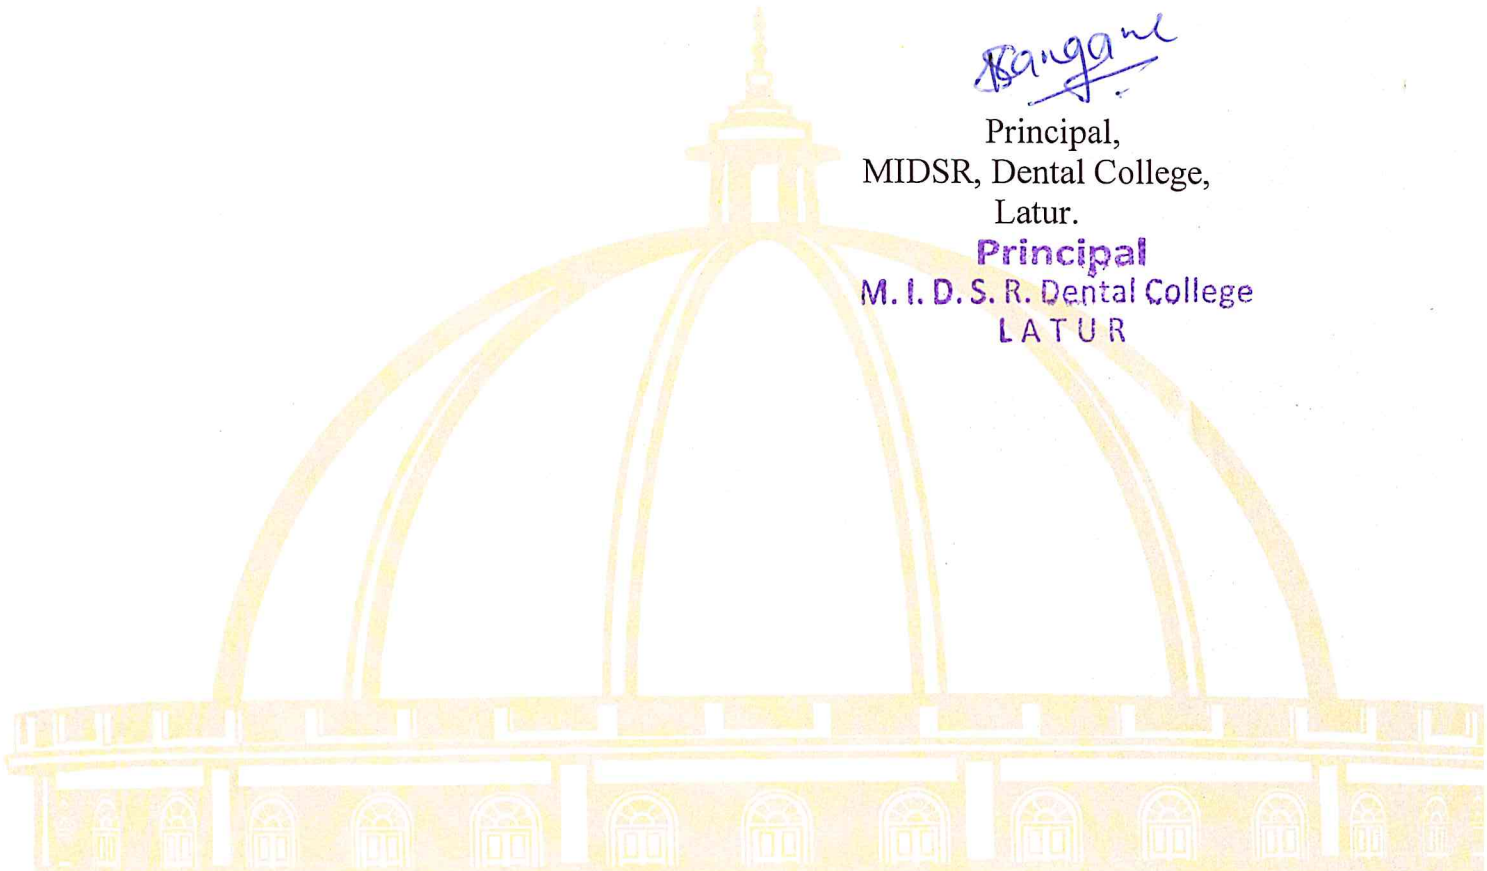 Principal,
MIDSR, Dental College,
Latur.
Principal
M. I. D. S. R. Dental College
LATUR